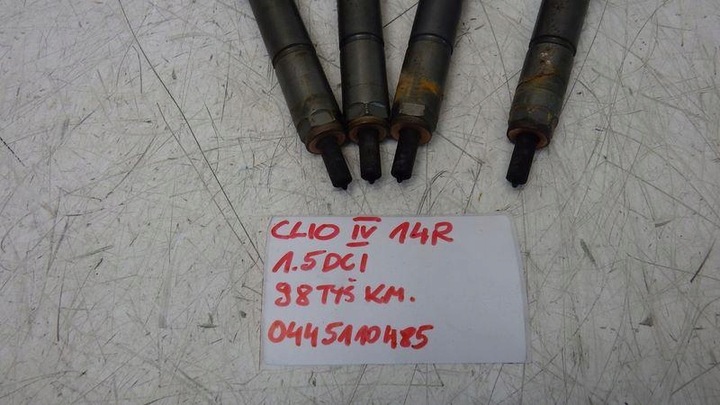 CLIO IV 14R
1.5DCI
98TYŚ KM.
0445110485